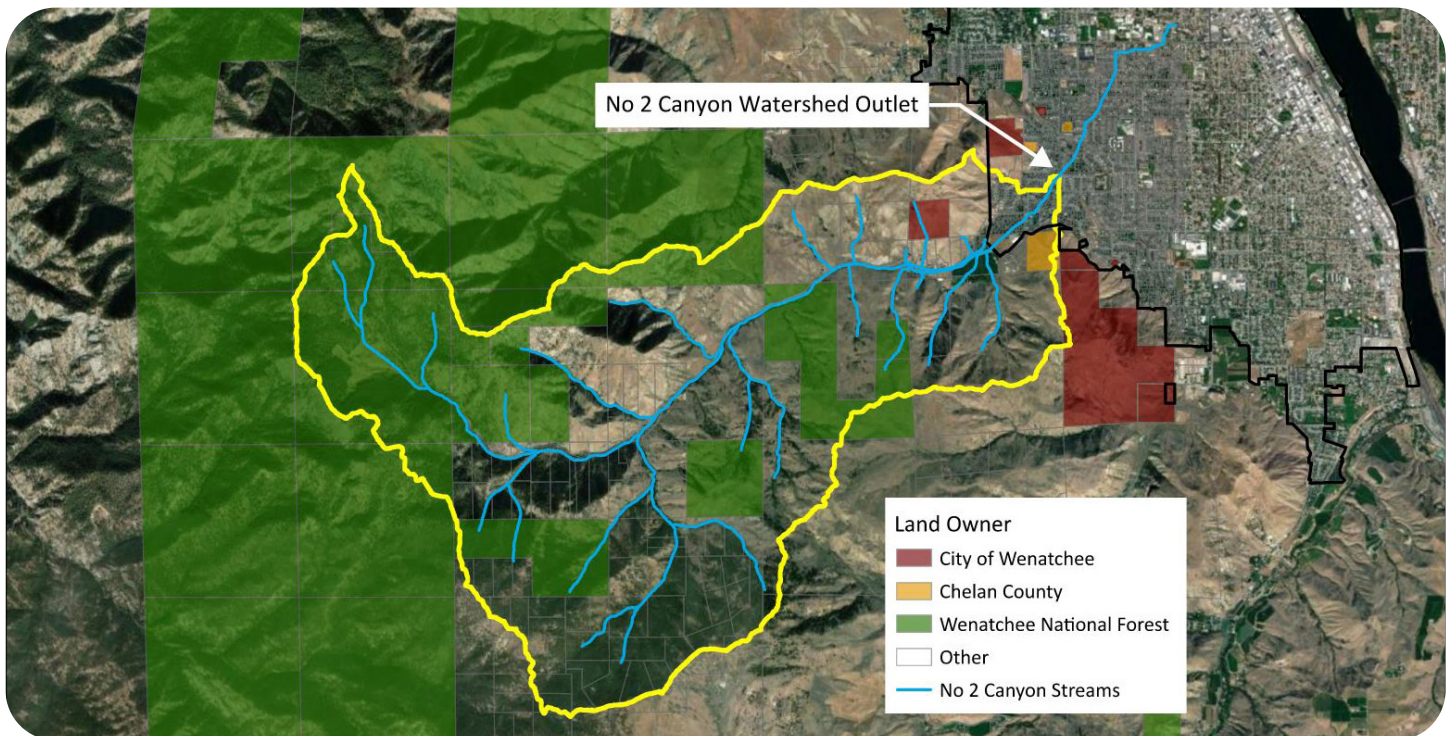 No 2 Canyon Watershed Outlet
Land Owner
City of Wenatchee
Chelan County
Wenatchee National Forest
Other
No 2 Canyon Streams